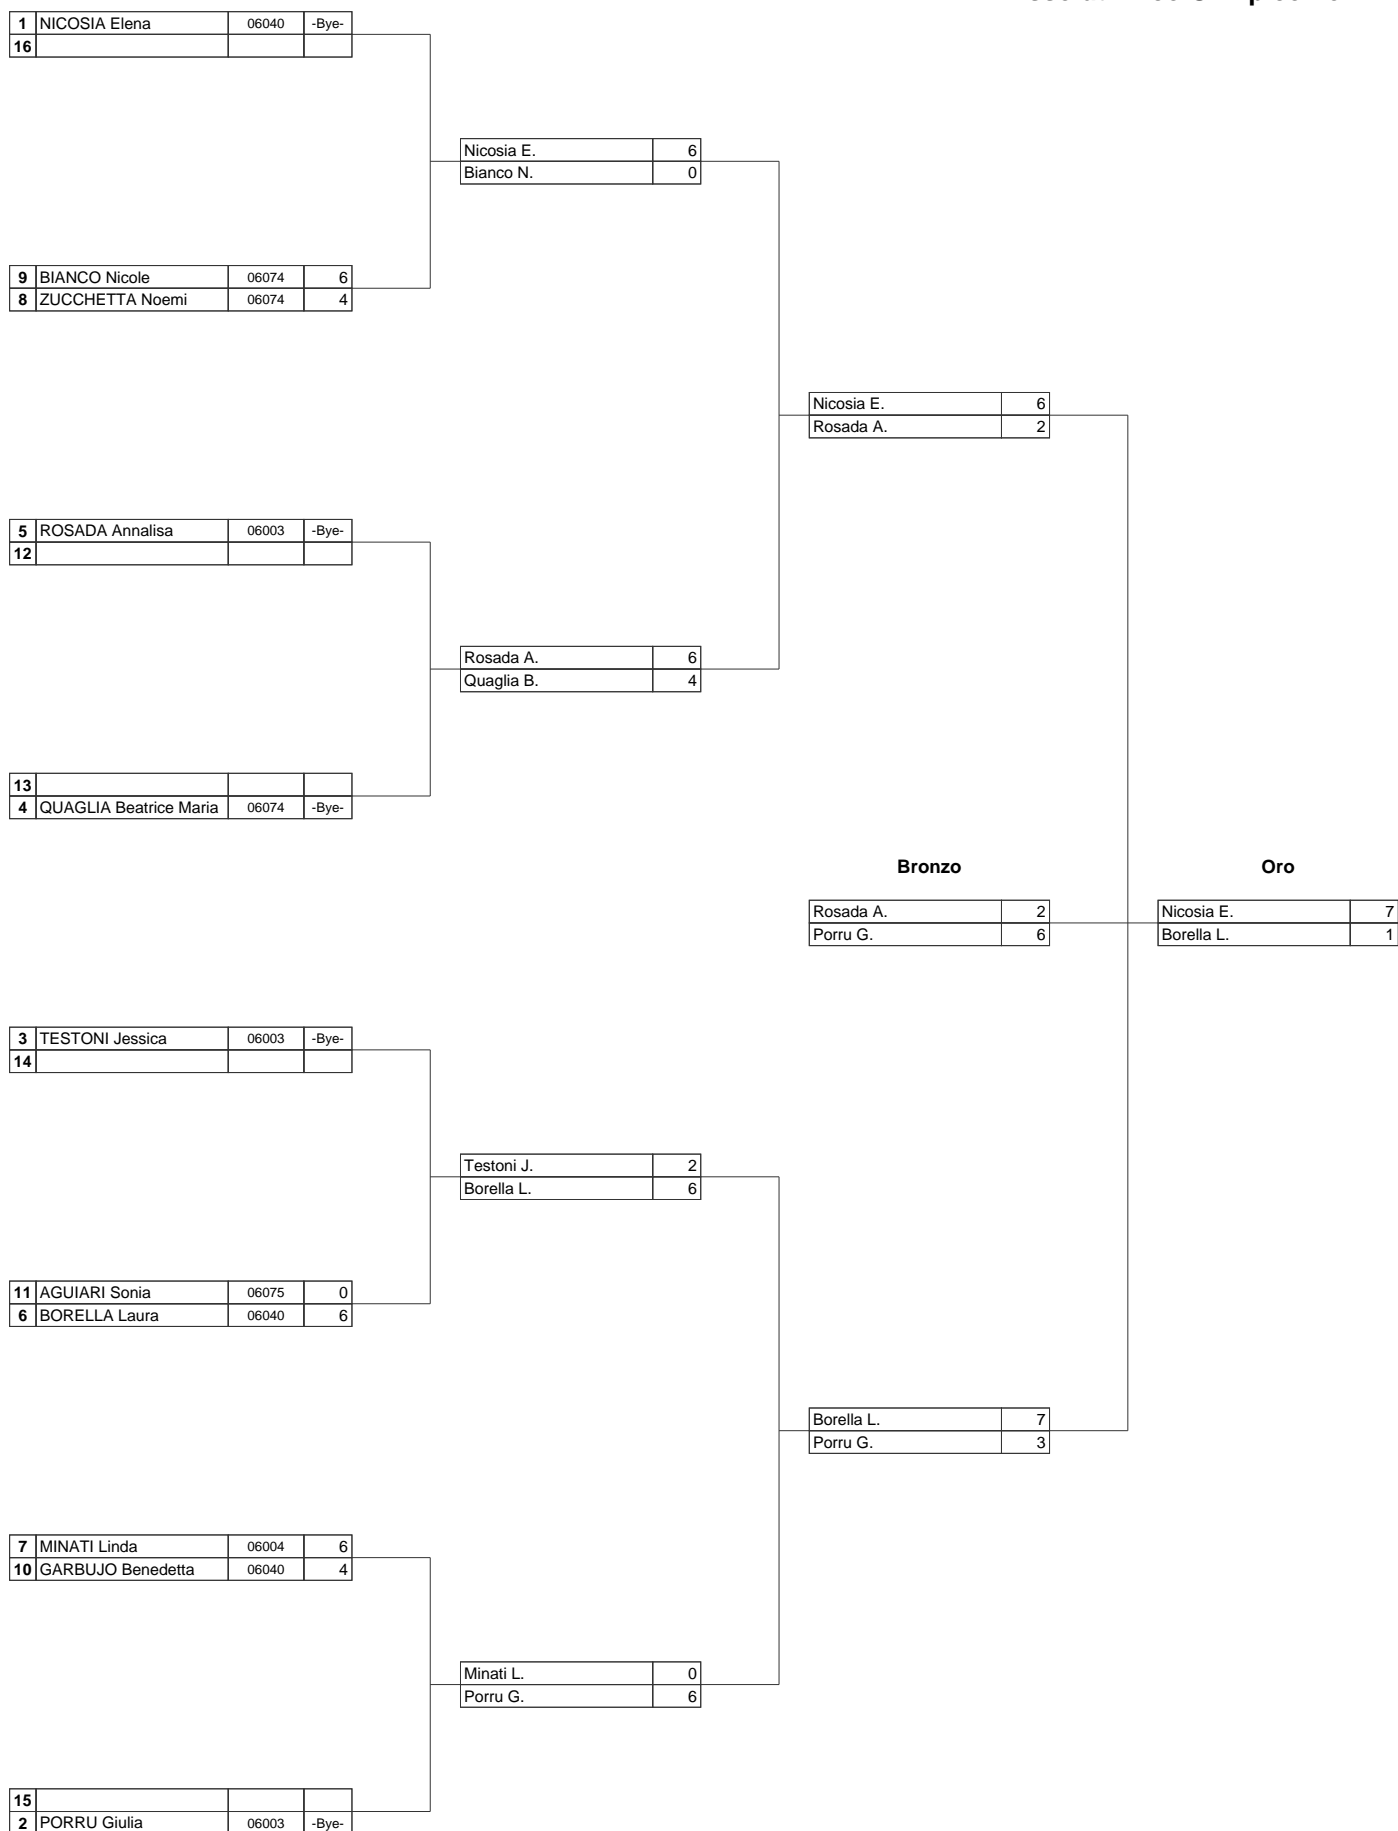 1 NICOSIA Elena 06040 -Bye-
16
Nicosia E. 6
Bianco N. 0
9 BIANCO Nicole 06074 6
8 ZUCCHETTA Noemi 06074 4
Nicosia E. 6
Rosada A. 2
5 ROSADA Annalisa 06003 -Bye-
12
Rosada A. 6
Quaglia B. 4
13
4 QUAGLIA Beatrice Maria 06074 -Bye-
Bronzo Oro
Rosada A. 2 Nicosia E. 7
Porru G. 6 Borella L. 1
3 TESTONI Jessica 06003 -Bye-
14
Testoni J. 2
Borella L. 6
11 AGUIARI Sonia 06075 0
6 BORELLA Laura 06040 6
Borella L. 7
Porru G. 3
7 MINATI Linda 06004 6
10 GARBUJO Benedetta 06040 4
Minati L. 0
Porru G. 6
15
2 PORRU Giulia 06003 -Bye-